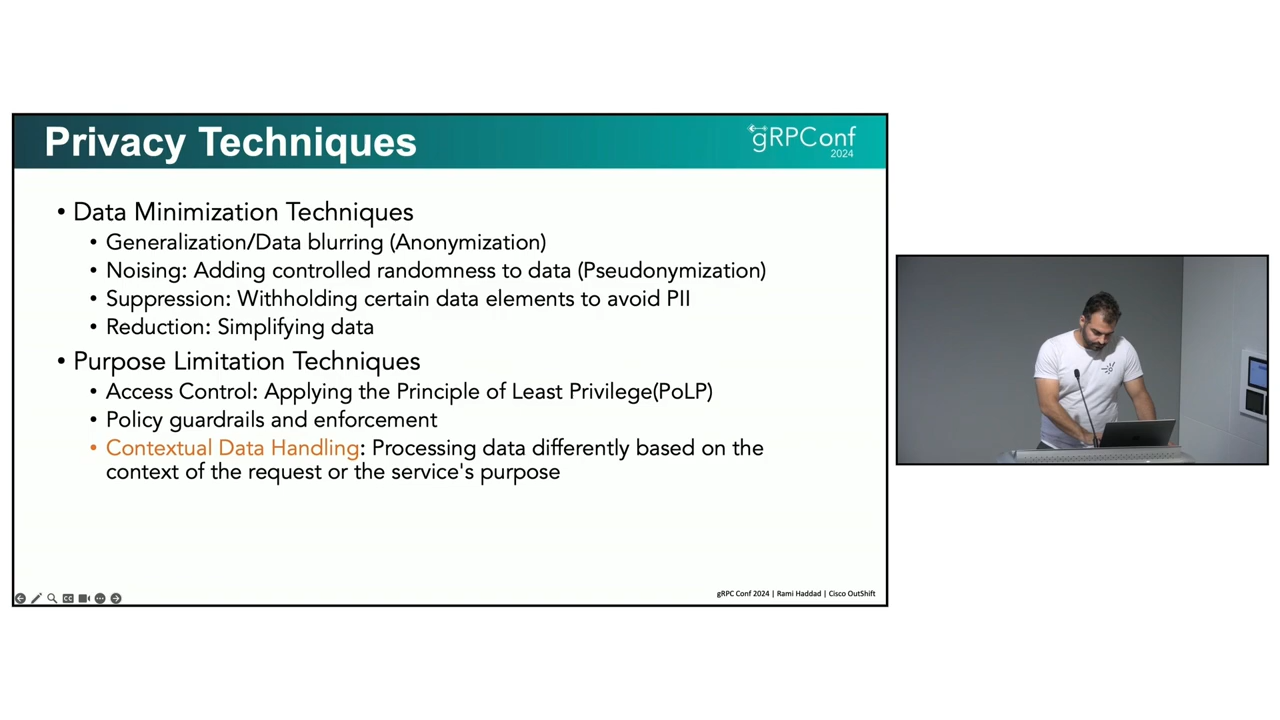 Privacy Techniques
gRPConf
2024
• Data Minimization Techniques
• Generalization/Data blurring (Anonymization)
• Noising: Adding controlled randomness to data (Pseudonymization)
• Suppression: Withholding certain data elements to avoid PII
• Reduction: Simplifying data
• Purpose Limitation Techniques
• Access Control: Applying the Principle of Least Privilege(PoLP)
• Policy guardrails and enforcement
• Contextual Data Handling: Processing data differently based on the
context of the request or the service's purpose
gRPC Conf 2024 | Rami Haddad | Cisco OutShift